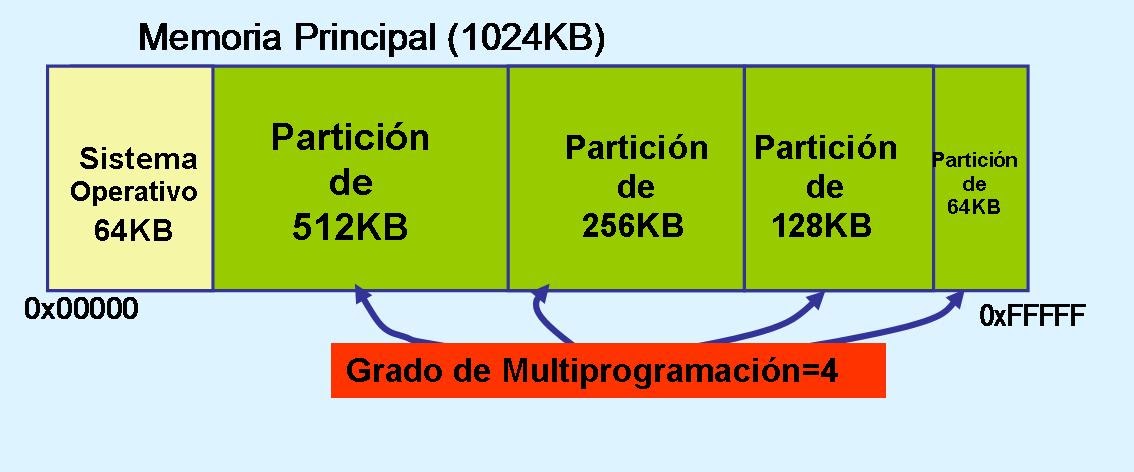 Memoria Principal (1024KB)
Sistema
Operativo
64KB
Partición
de
512KB
Partición
de
256KB
Partición
de
128KB
Partición
de
64KB
0x00000
0xFFFFF
Grado de Multiprogramación=4